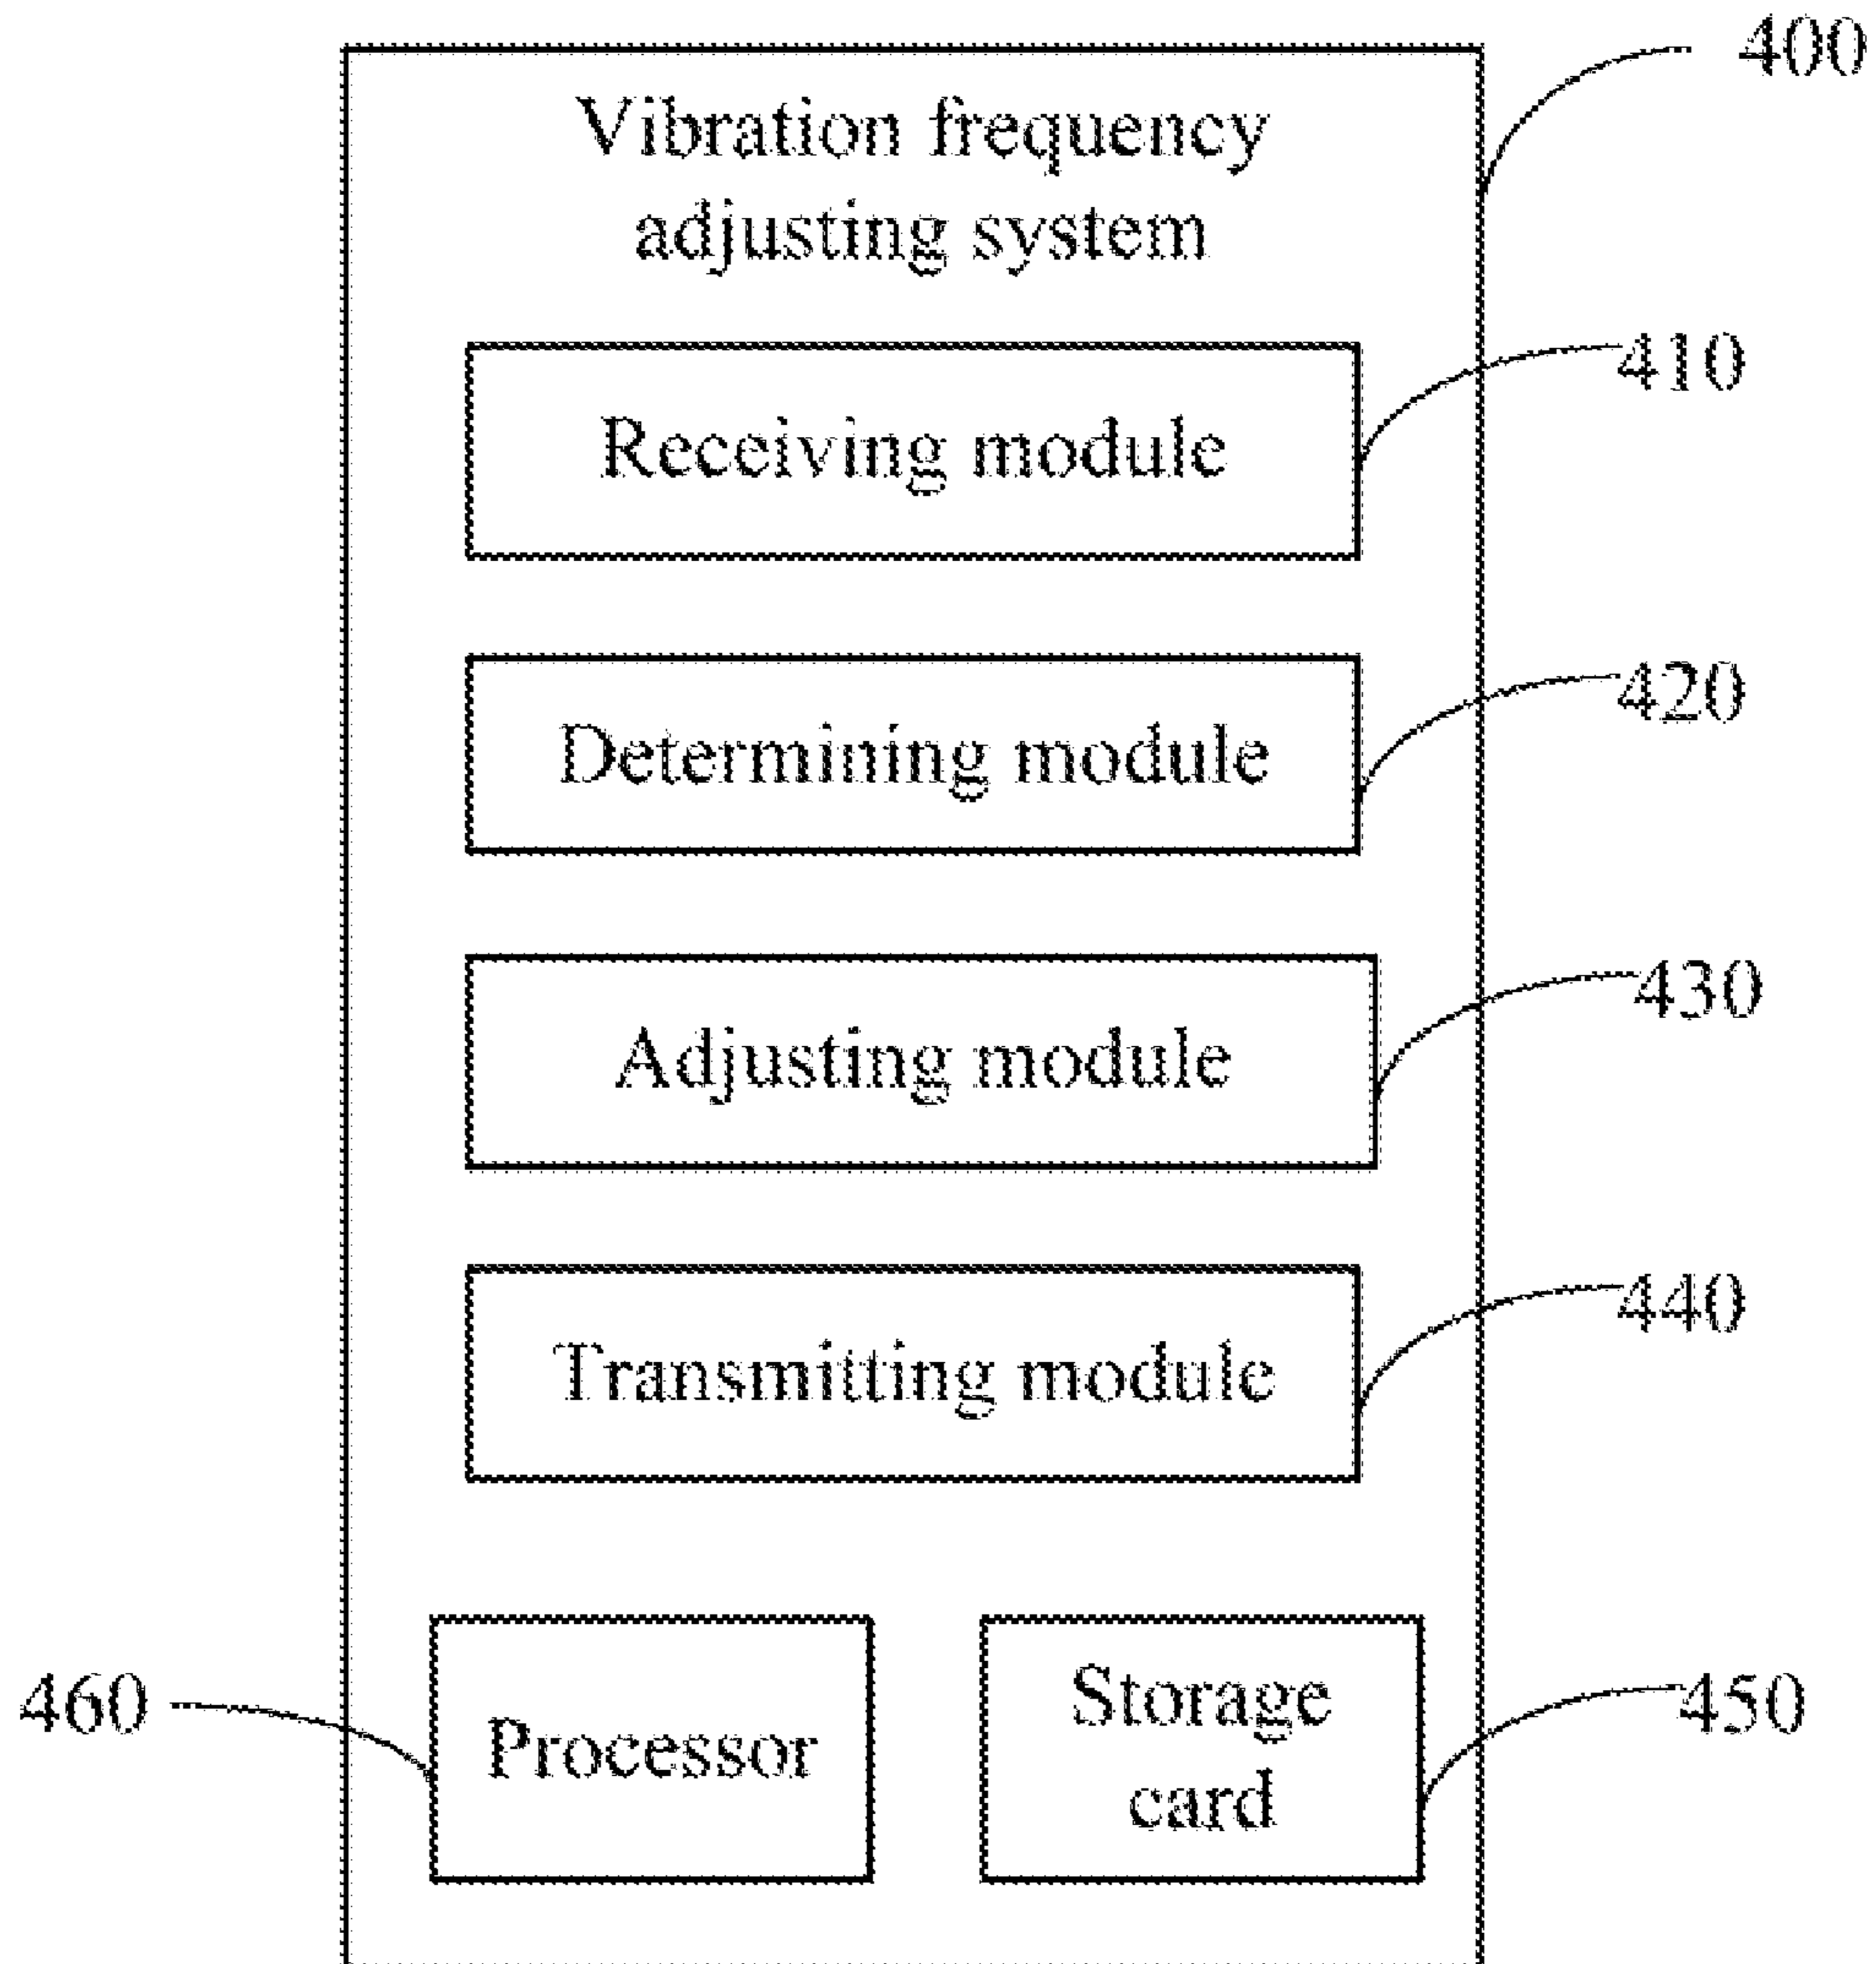 400
Vibration frequency
adjusting system
410
Receiving module
420
Determining module
430
Adjusting module
440
Transmitting module
460
Processor
Storage
card
450